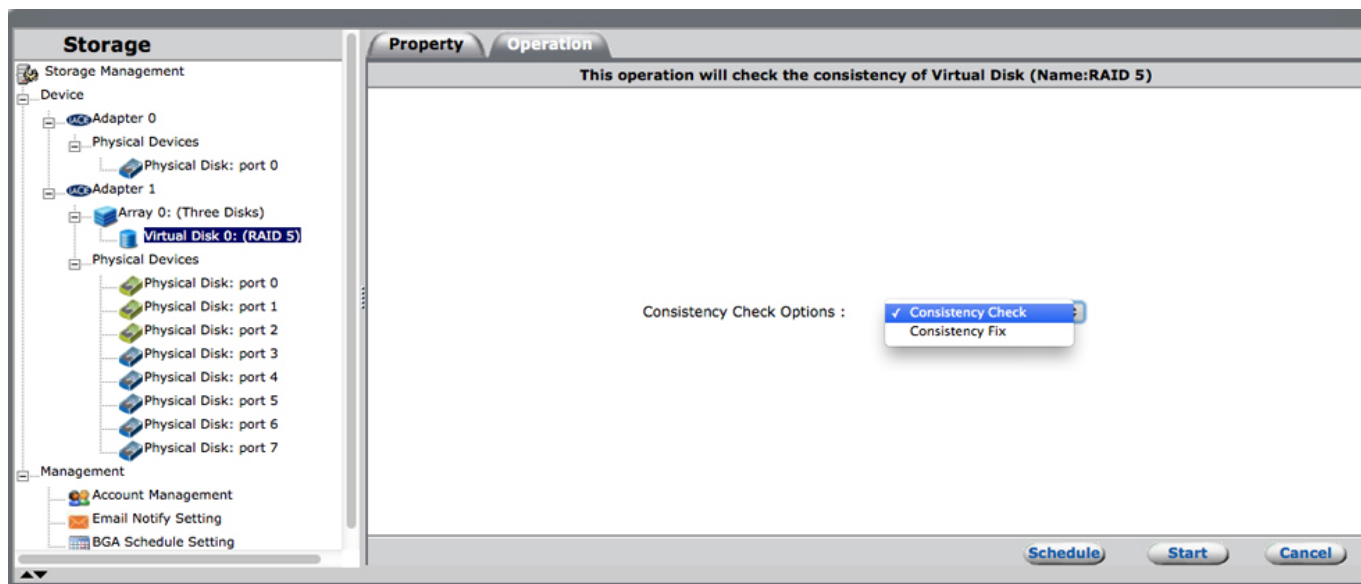 Storage
Storage Management
Device
LACIE Adapter 0
Physical Devices
Physical Disk: port 0
LACIE Adapter 1
Array 0: (Three Disks)
Virtual Disk 0: (RAID 5)
Physical Devices
Physical Disk: port 0
Physical Disk: port 1
Physical Disk: port 2
Physical Disk: port 3
Physical Disk: port 4
Physical Disk: port 5
Physical Disk: port 6
Physical Disk: port 7
Management
Account Management
Email Notify Setting
BGA Schedule Setting
Property Operation
This operation will check the consistency of Virtual Disk (Name:RAID 5)
Consistency Check Options :
✓ Consistency Check
Consistency Fix
Schedule Start Cancel